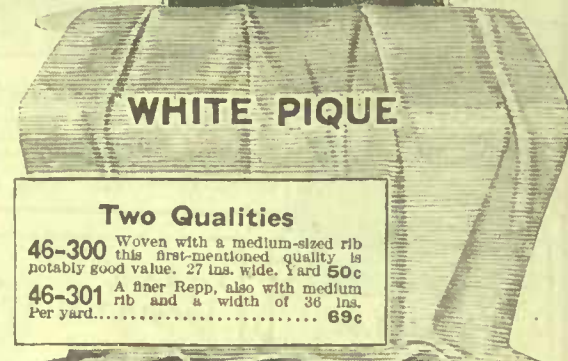 WHITE PIQUE
Two Qualities
46-300 Woven with a medium-sized rib
this first-mentioned quality is
notably good value. 27 ins. wide. Yard 50c
46-301 A finer Repp, also with medium
rib and a width of 36 ins.
Per yard............................ 69c